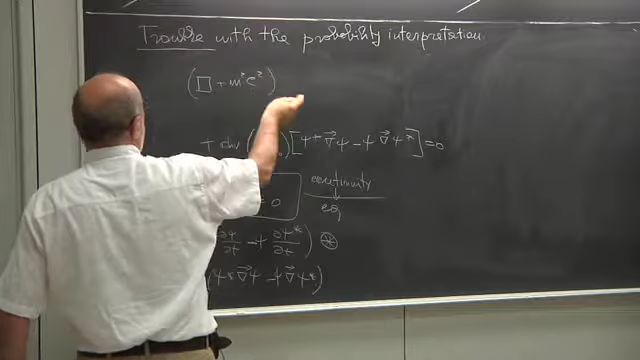 Trouble with the probability interpretation.
(□ + m²c²)
+ div ( ) [ψ* ∇⃗ψ − ψ ∇⃗ψ*] = 0
= 0 continuity
eq.
∂ψ/∂t − ψ ∂ψ*/∂t ) ⊛
(ψ* ∇⃗ψ − ψ ∇⃗ψ*)